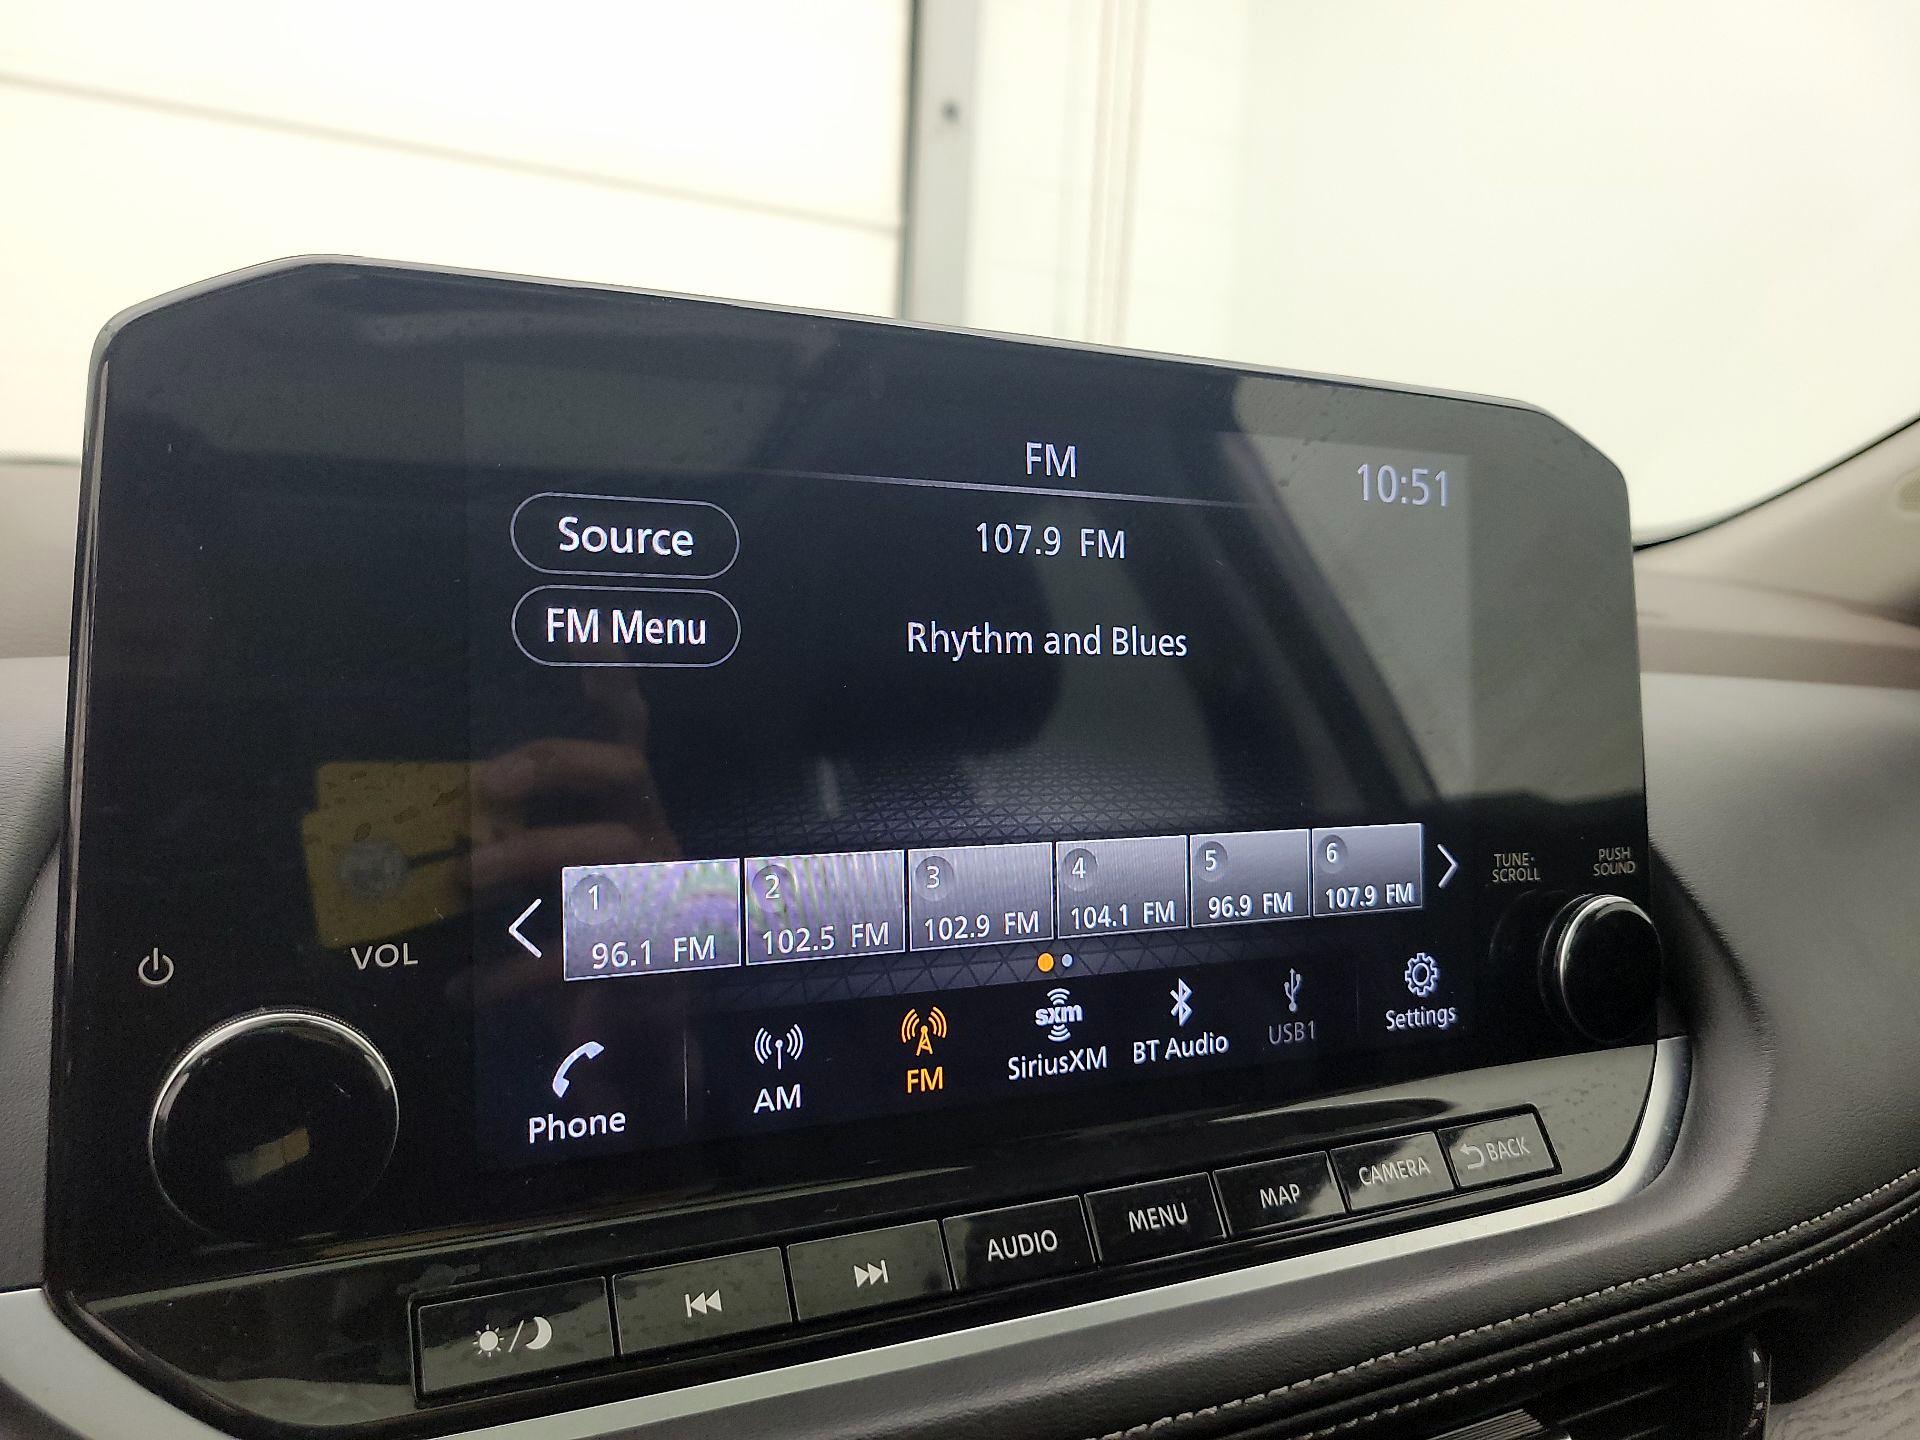 FM
10:51
Source
107.9 FM
FM Menu
Rhythm and Blues
1
96.1 FM
2
102.5 FM
3
102.9 FM
4
104.1 FM
5
96.9 FM
6
107.9 FM
TUNE·
SCROLL
PUSH
SOUND
VOL
Phone
AM
FM
sxm
SiriusXM
BT Audio
USB1
Settings
AUDIO
MENU
MAP
CAMERA
BACK